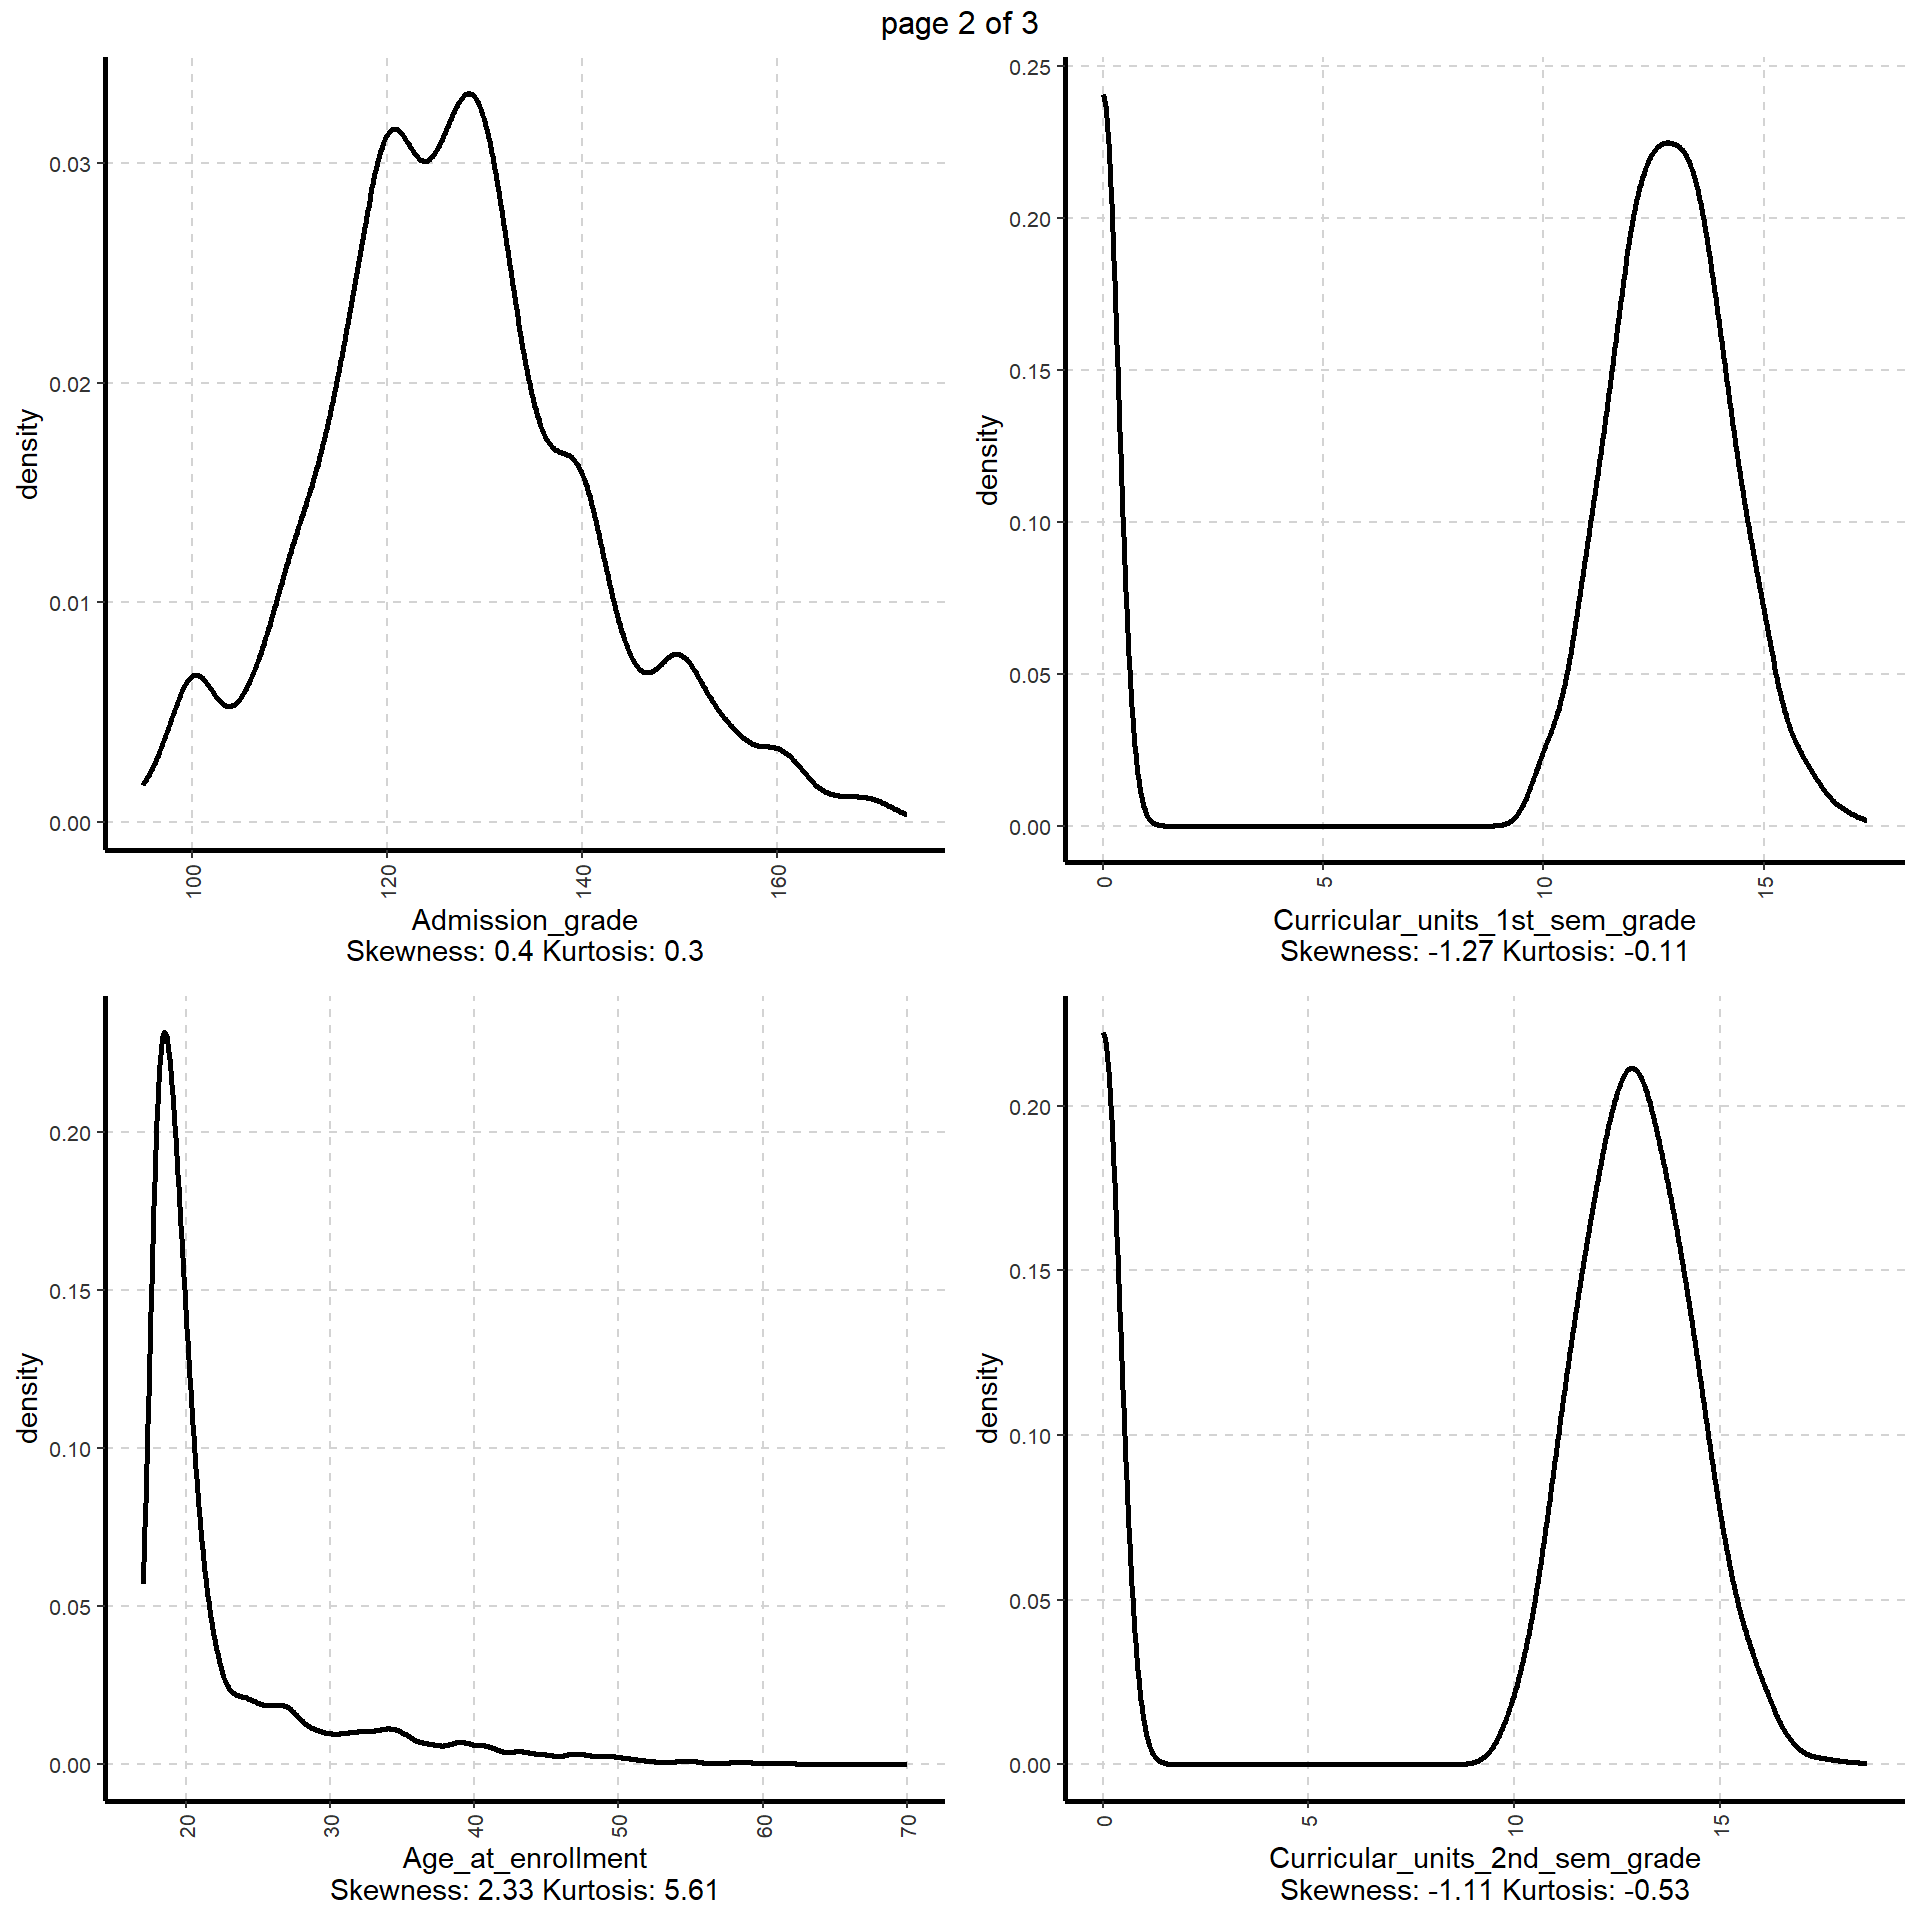 page 2 of 3
density
0.03
0.02
0.01
0.00
100 120 140 160
Admission_grade
Skewness: 0.4 Kurtosis: 0.3
density
0.25
0.20
0.15
0.10
0.05
0.00
0 5 10 15
Curricular_units_1st_sem_grade
Skewness: -1.27 Kurtosis: -0.11
density
0.20
0.15
0.10
0.05
0.00
20 30 40 50 60 70
Age_at_enrollment
Skewness: 2.33 Kurtosis: 5.61
density
0.20
0.15
0.10
0.05
0.00
0 5 10 15
Curricular_units_2nd_sem_grade
Skewness: -1.11 Kurtosis: -0.53